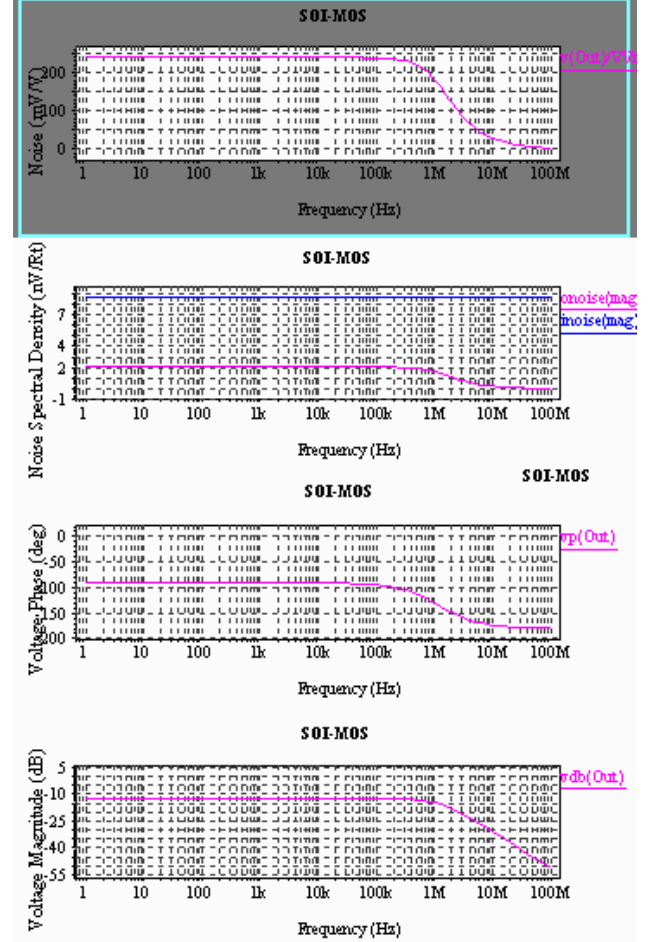 SOI-MOS
Noise (mV/V)
200
100
0
1 10 100 1k 10k 100k 1M 10M 100M
Frequency (Hz)
SOI-MOS
Noise Spectral Density (nV/Rt)
7
4
2
-1
onoise(mag
inoise(mag)
1 10 100 1k 10k 100k 1M 10M 100M
Frequency (Hz)
SOI-MOS
SOI-MOS
Voltage Phase (deg)
0
-50
-100
-150
-200
vp(Out)
1 10 100 1k 10k 100k 1M 10M 100M
Frequency (Hz)
SOI-MOS
Voltage Magnitude (dB)
5
-10
-25
-40
-55
vdb(Out)
1 10 100 1k 10k 100k 1M 10M 100M
Frequency (Hz)